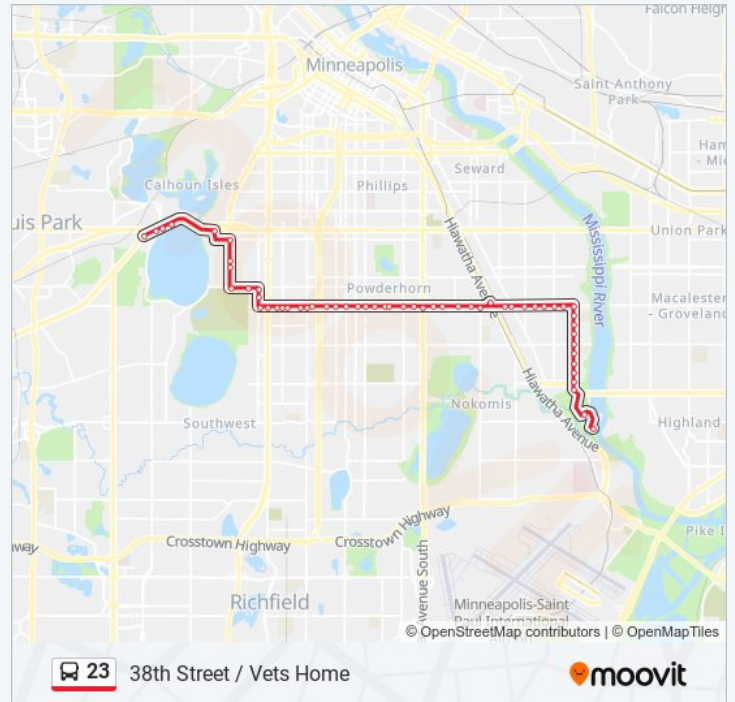 Falcon Heigh
Minneapolis
Saint Anthony
Park
Ham
- Mi
Seward
Calhoun Isles
Phillips
uis Park
Union Park
Hiawatha Avenue
Mississippi River
Powderhorn
Macalester
- Groveland
Hiawatha Avenue
Nokomis
Southwest
Highland
Crosstown Highway
Crosstown Highway
Pike I
way
Avenue South
Richfield
Minneapolis-Saint
Paul International
© OpenStreetMap contributors | © OpenMapTiles
23 38th Street / Vets Home
moovit